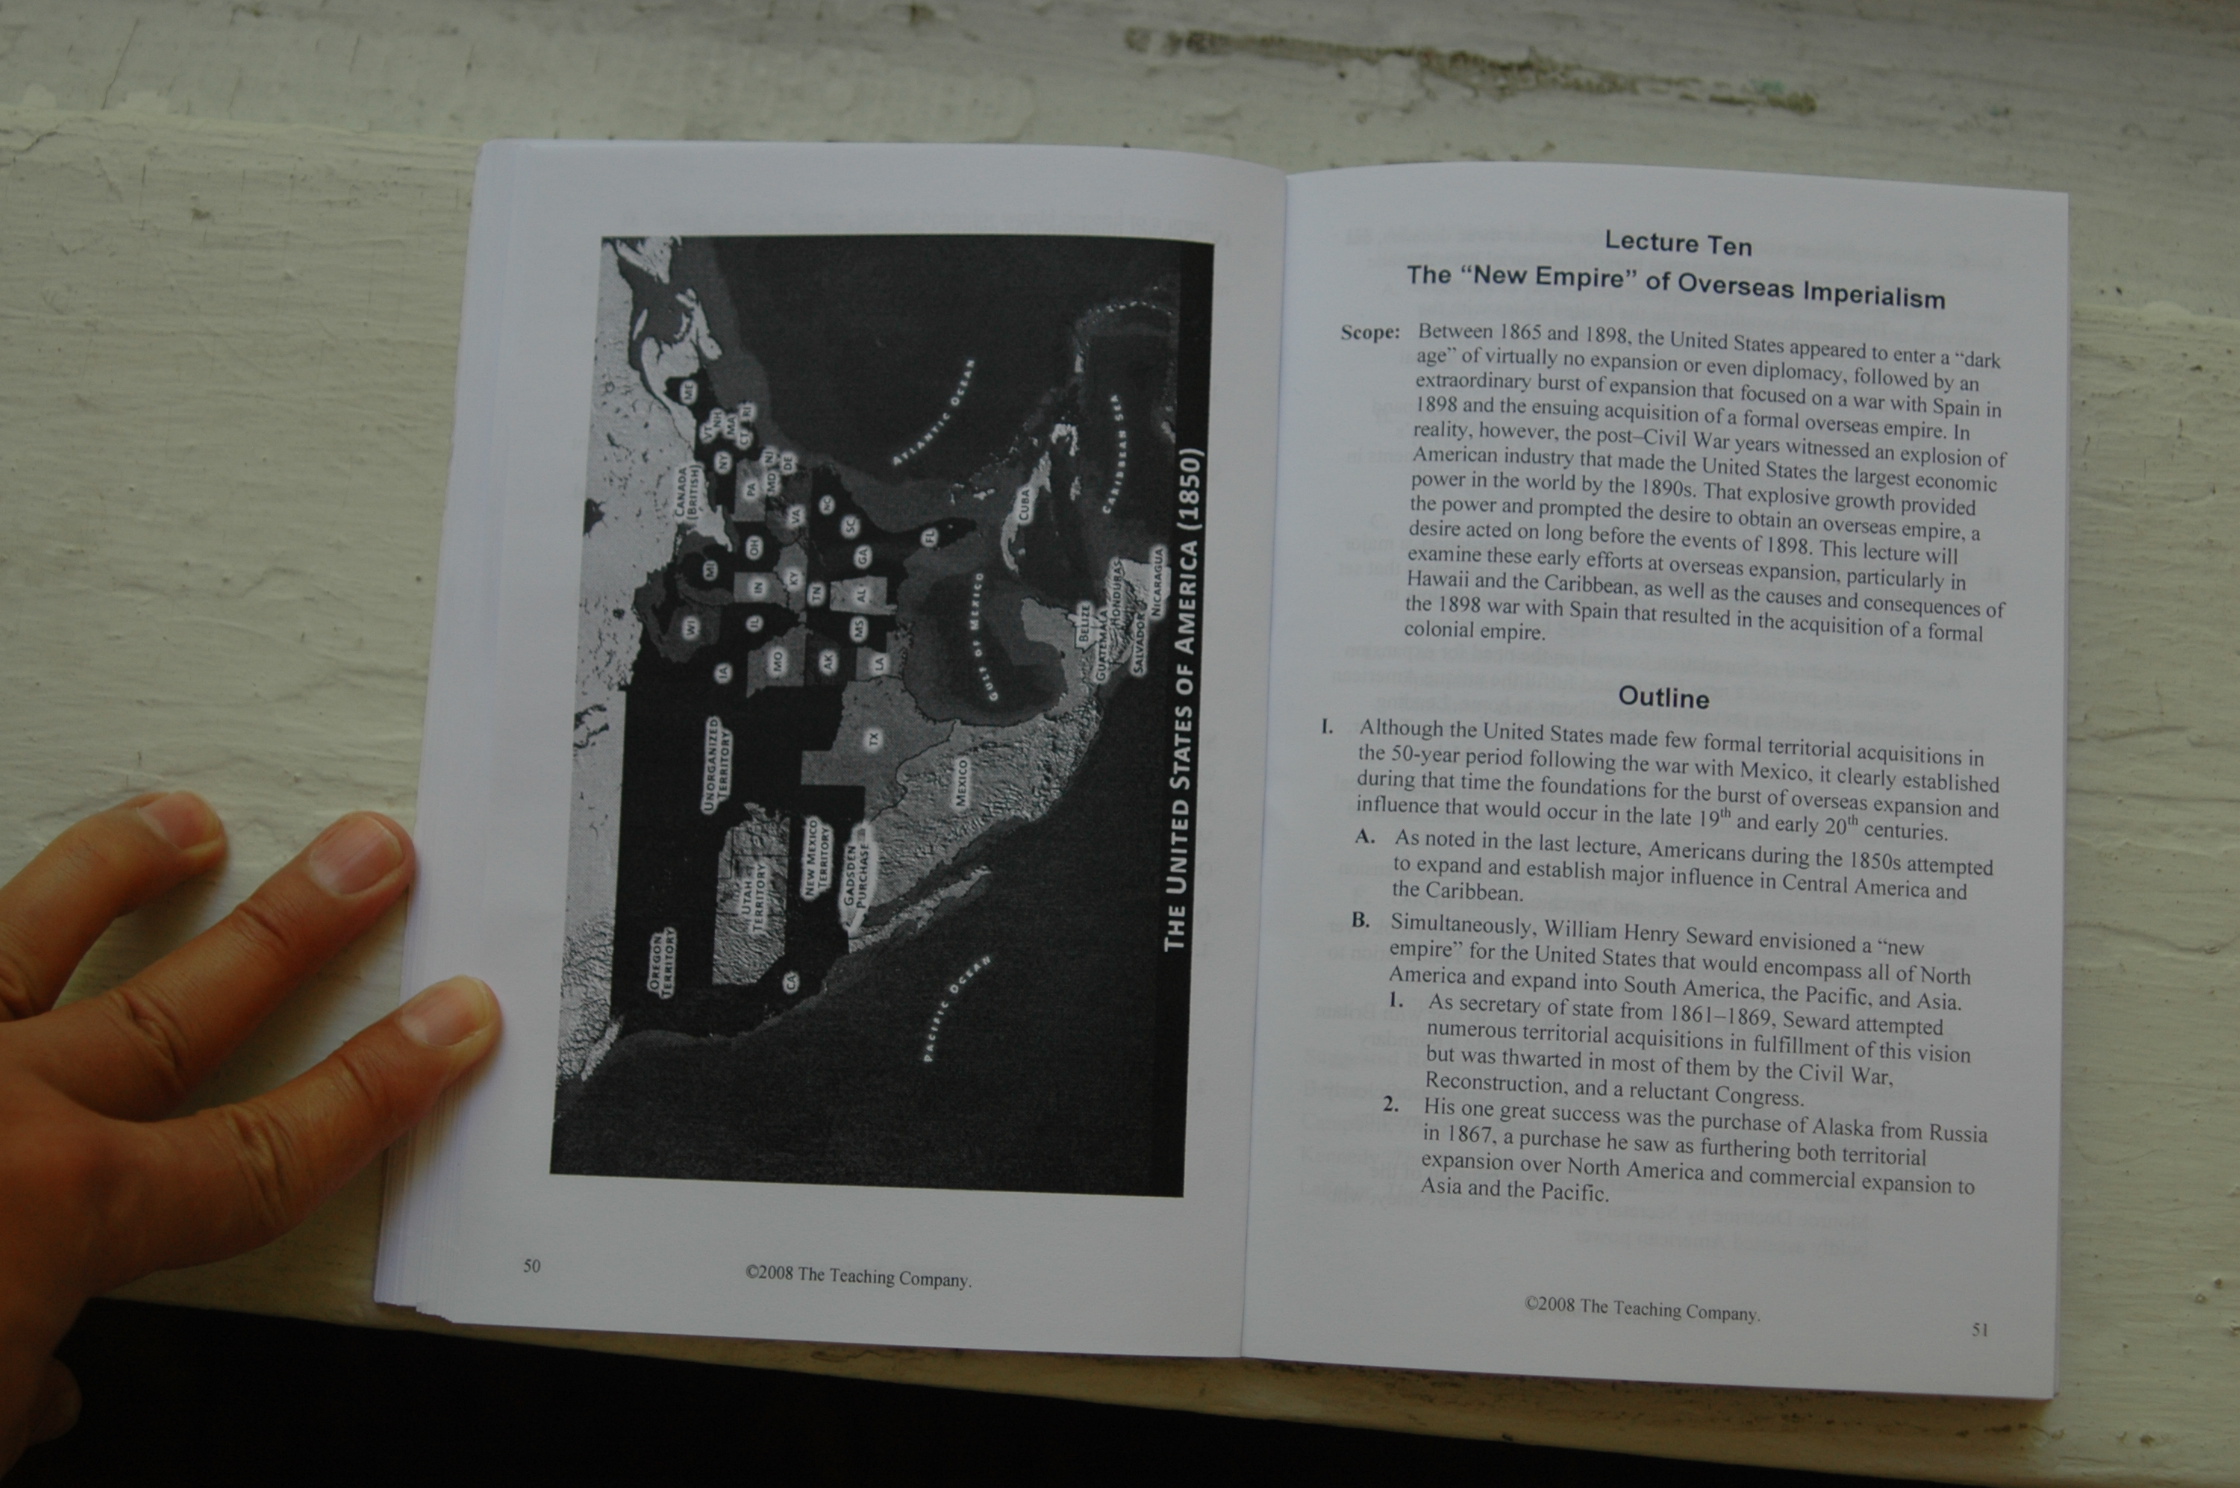 CANADA
(BRITISH)
ME
VT
NH
MA
CT
RI
NY
PA
NJ
MD
DE
VA
NC
SC
GA
FL
OH
MI
IN
KY
TN
AL
WI
IL
MS
IA
MO
AK
LA
TX
UNORGANIZED
TERRITORY
OREGON
TERRITORY
UTAH
TERRITORY
NEW MEXICO
TERRITORY
GADSDEN
PURCHASE
CA
MEXICO
CUBA
BELIZE
GUATEMALA
HONDURAS
SALVADOR
NICARAGUA
ATLANTIC OCEAN
CARIBBEAN SEA
GULF OF MEXICO
PACIFIC OCEAN
THE UNITED STATES OF AMERICA (1850)
50
©2008 The Teaching Company.
Lecture Ten
The “New Empire” of Overseas Imperialism
Scope: Between 1865 and 1898, the United States appeared to enter a “dark
age” of virtually no expansion or even diplomacy, followed by an
extraordinary burst of expansion that focused on a war with Spain in
1898 and the ensuing acquisition of a formal overseas empire. In
reality, however, the post–Civil War years witnessed an explosion of
American industry that made the United States the largest economic
power in the world by the 1890s. That explosive growth provided
the power and prompted the desire to obtain an overseas empire, a
desire acted on long before the events of 1898. This lecture will
examine these early efforts at overseas expansion, particularly in
Hawaii and the Caribbean, as well as the causes and consequences of
the 1898 war with Spain that resulted in the acquisition of a formal
colonial empire.
Outline
I. Although the United States made few formal territorial acquisitions in
the 50-year period following the war with Mexico, it clearly established
during that time the foundations for the burst of overseas expansion and
influence that would occur in the late 19th and early 20th centuries.
A. As noted in the last lecture, Americans during the 1850s attempted
to expand and establish major influence in Central America and
the Caribbean.
B. Simultaneously, William Henry Seward envisioned a “new
empire” for the United States that would encompass all of North
America and expand into South America, the Pacific, and Asia.
1. As secretary of state from 1861–1869, Seward attempted
numerous territorial acquisitions in fulfillment of this vision
but was thwarted in most of them by the Civil War,
Reconstruction, and a reluctant Congress.
2. His one great success was the purchase of Alaska from Russia
in 1867, a purchase he saw as furthering both territorial
expansion over North America and commercial expansion to
Asia and the Pacific.
©2008 The Teaching Company.
51